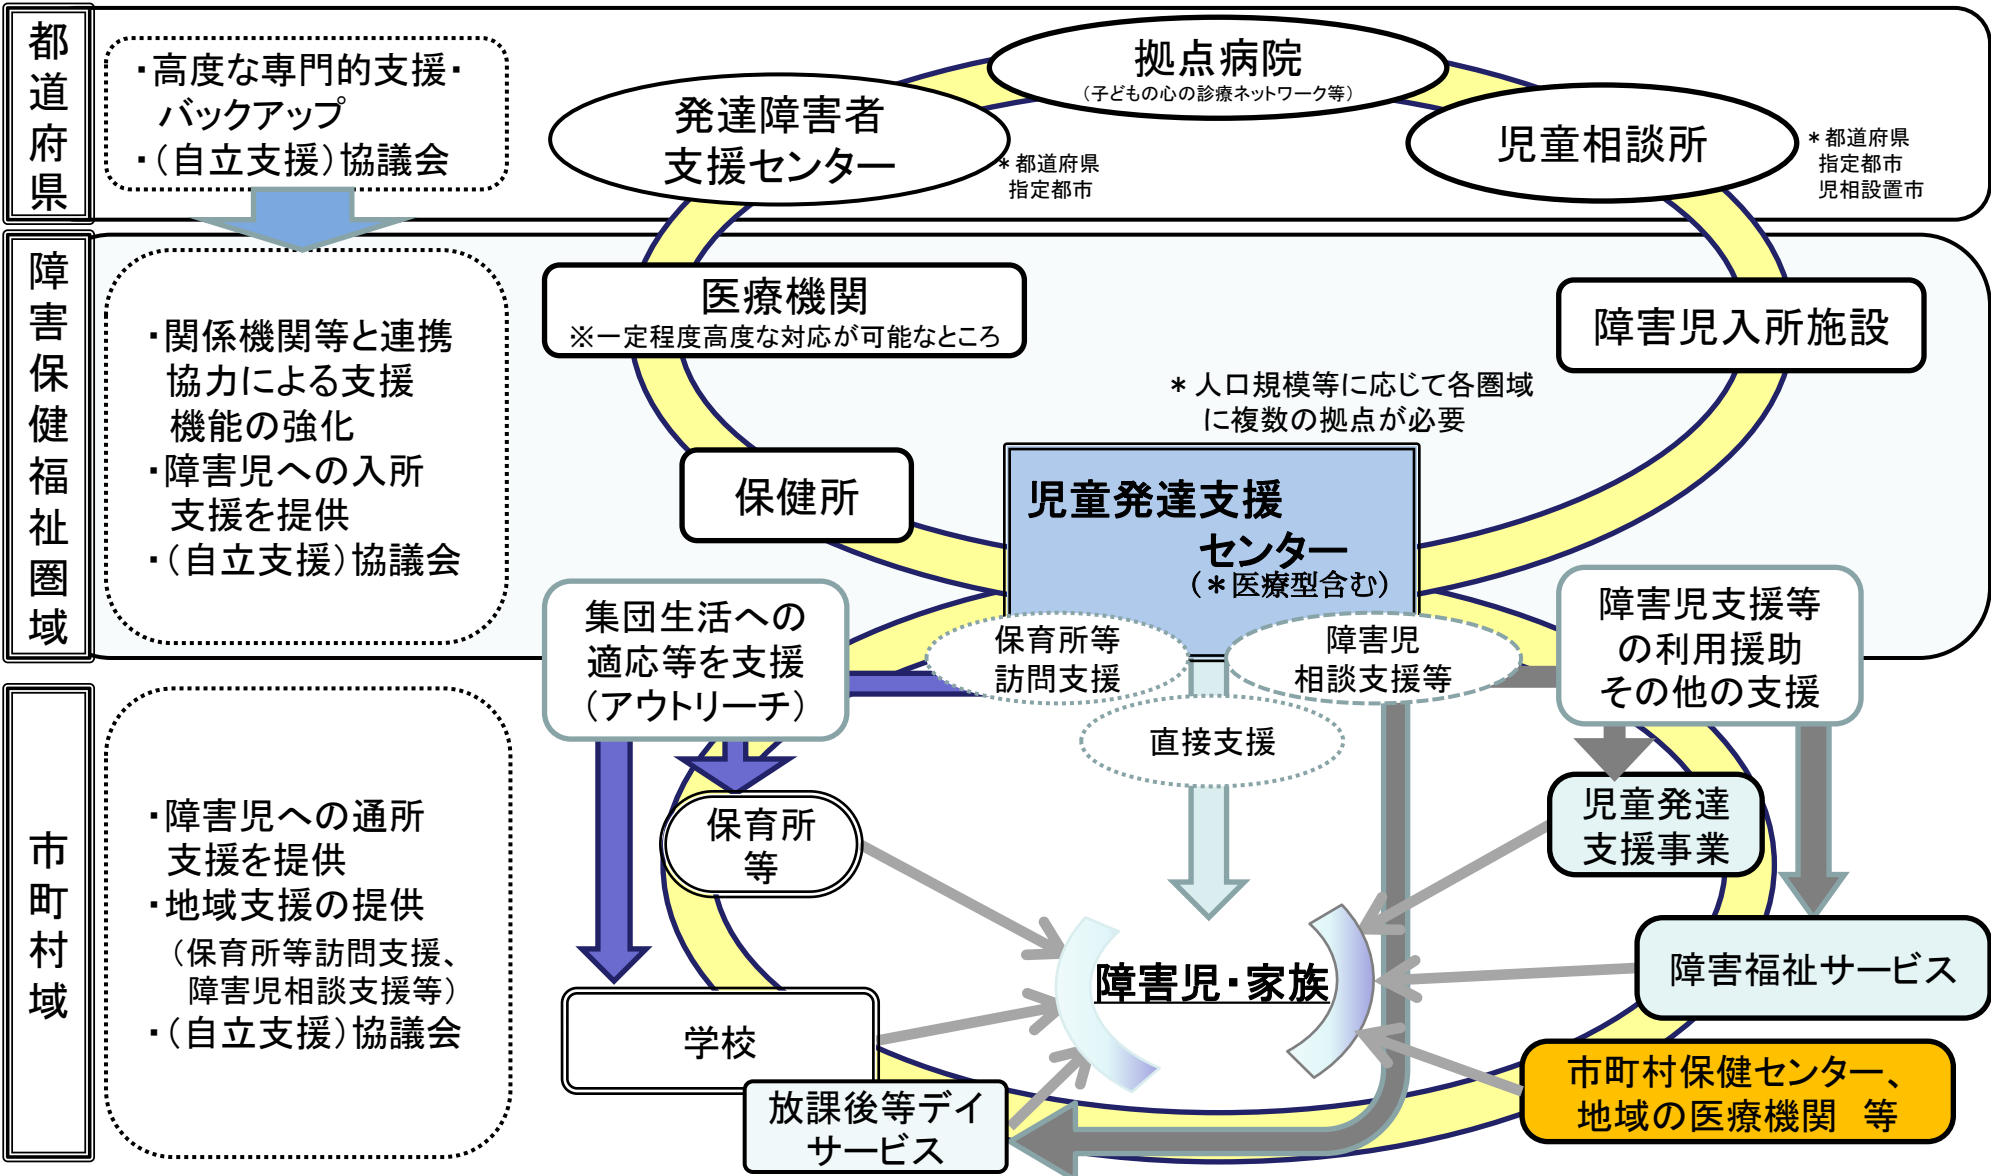 都道府県
・高度な専門的支援・
バックアップ
・（自立支援）協議会
拠点病院
（子どもの心の診療ネットワーク等）
発達障害者
支援センター
＊都道府県
指定都市
児童相談所
＊都道府県
指定都市
児相設置市
障害保健福祉圏域
・関係機関等と連携
協力による支援
機能の強化
・障害児への入所
支援を提供
・（自立支援）協議会
医療機関
※一定程度高度な対応が可能なところ
障害児入所施設
＊人口規模等に応じて各圏域
に複数の拠点が必要
保健所
児童発達支援
センター
（＊医療型含む）
集団生活への
適応等を支援
（アウトリーチ）
保育所等
訪問支援
障害児
相談支援等
障害児支援等
の利用援助
その他の支援
直接支援
市町村域
・障害児への通所
支援を提供
・地域支援の提供
（保育所等訪問支援、
障害児相談支援等）
・（自立支援）協議会
保育所
等
児童発達
支援事業
障害児・家族
障害福祉サービス
学校
放課後等デイ
サービス
市町村保健センター、
地域の医療機関　等